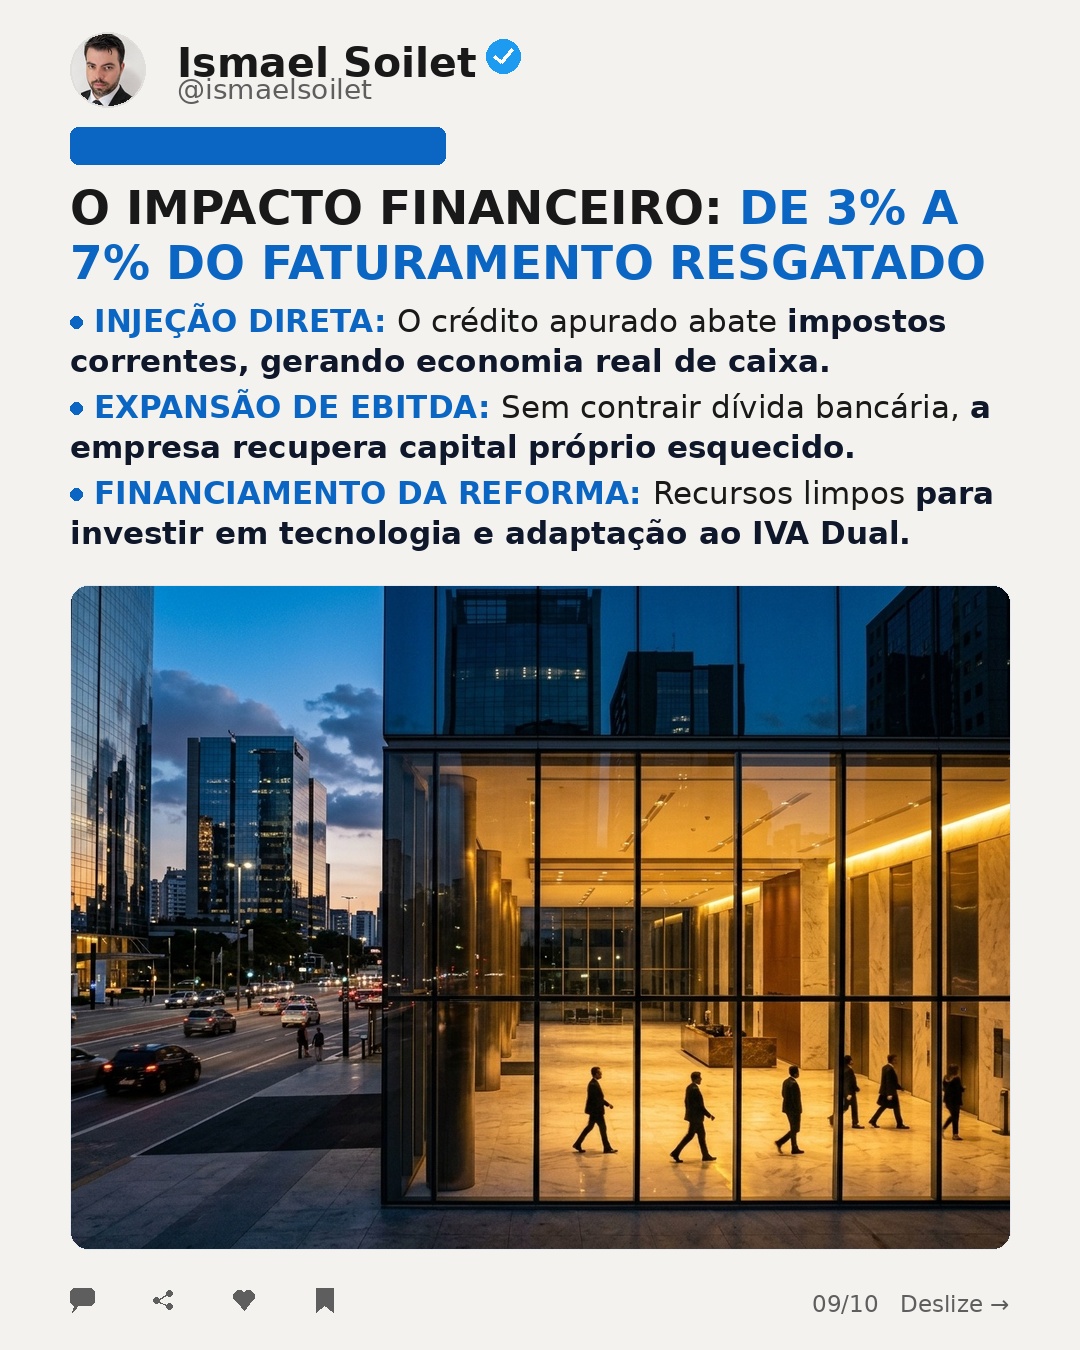 Ismael Soilet
@ismaelsoilet
O IMPACTO FINANCEIRO: DE 3% A
7% DO FATURAMENTO RESGATADO
• INJEÇÃO DIRETA: O crédito apurado abate impostos
correntes, gerando economia real de caixa.
• EXPANSÃO DE EBITDA: Sem contrair dívida bancária, a
empresa recupera capital próprio esquecido.
• FINANCIAMENTO DA REFORMA: Recursos limpos para
investir em tecnologia e adaptação ao IVA Dual.
09/10 Deslize →